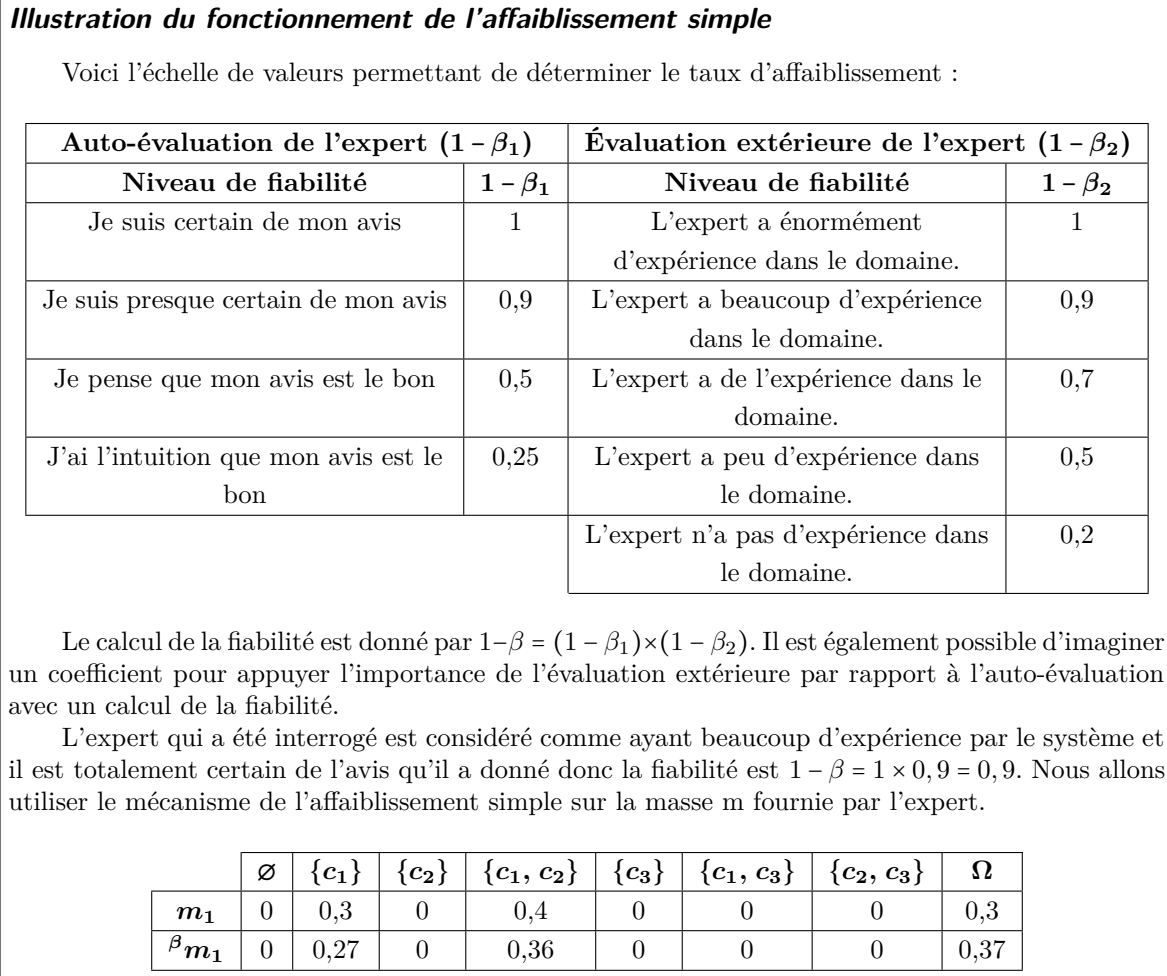 Illustration du fonctionnement de l'affaiblissement simple
Voici l'échelle de valeurs permettant de déterminer le taux d'affaiblissement :
Auto-évaluation de l'expert (1 − β₁) Évaluation extérieure de l'expert (1 − β₂)
Niveau de fiabilité 1 − β₁ Niveau de fiabilité 1 − β₂
Je suis certain de mon avis 1 L'expert a énormément 1
d'expérience dans le domaine.
Je suis presque certain de mon avis 0,9 L'expert a beaucoup d'expérience 0,9
dans le domaine.
Je pense que mon avis est le bon 0,5 L'expert a de l'expérience dans le 0,7
domaine.
J'ai l'intuition que mon avis est le 0,25 L'expert a peu d'expérience dans 0,5
bon le domaine.
L'expert n'a pas d'expérience dans 0,2
le domaine.
Le calcul de la fiabilité est donné par 1−β = (1 − β₁)×(1 − β₂). Il est également possible d'imaginer
un coefficient pour appuyer l'importance de l'évaluation extérieure par rapport à l'auto-évaluation
avec un calcul de la fiabilité.
L'expert qui a été interrogé est considéré comme ayant beaucoup d'expérience par le système et
il est totalement certain de l'avis qu'il a donné donc la fiabilité est 1 − β = 1 × 0, 9 = 0, 9. Nous allons
utiliser le mécanisme de l'affaiblissement simple sur la masse m fournie par l'expert.
∅ {c₁} {c₂} {c₁, c₂} {c₃} {c₁, c₃} {c₂, c₃} Ω
m₁ 0 0,3 0 0,4 0 0 0 0,3
ᵝm₁ 0 0,27 0 0,36 0 0 0 0,37